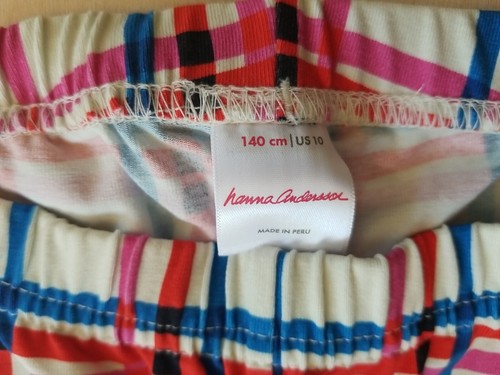 140 cm | US 10
hanna andersson
MADE IN PERU